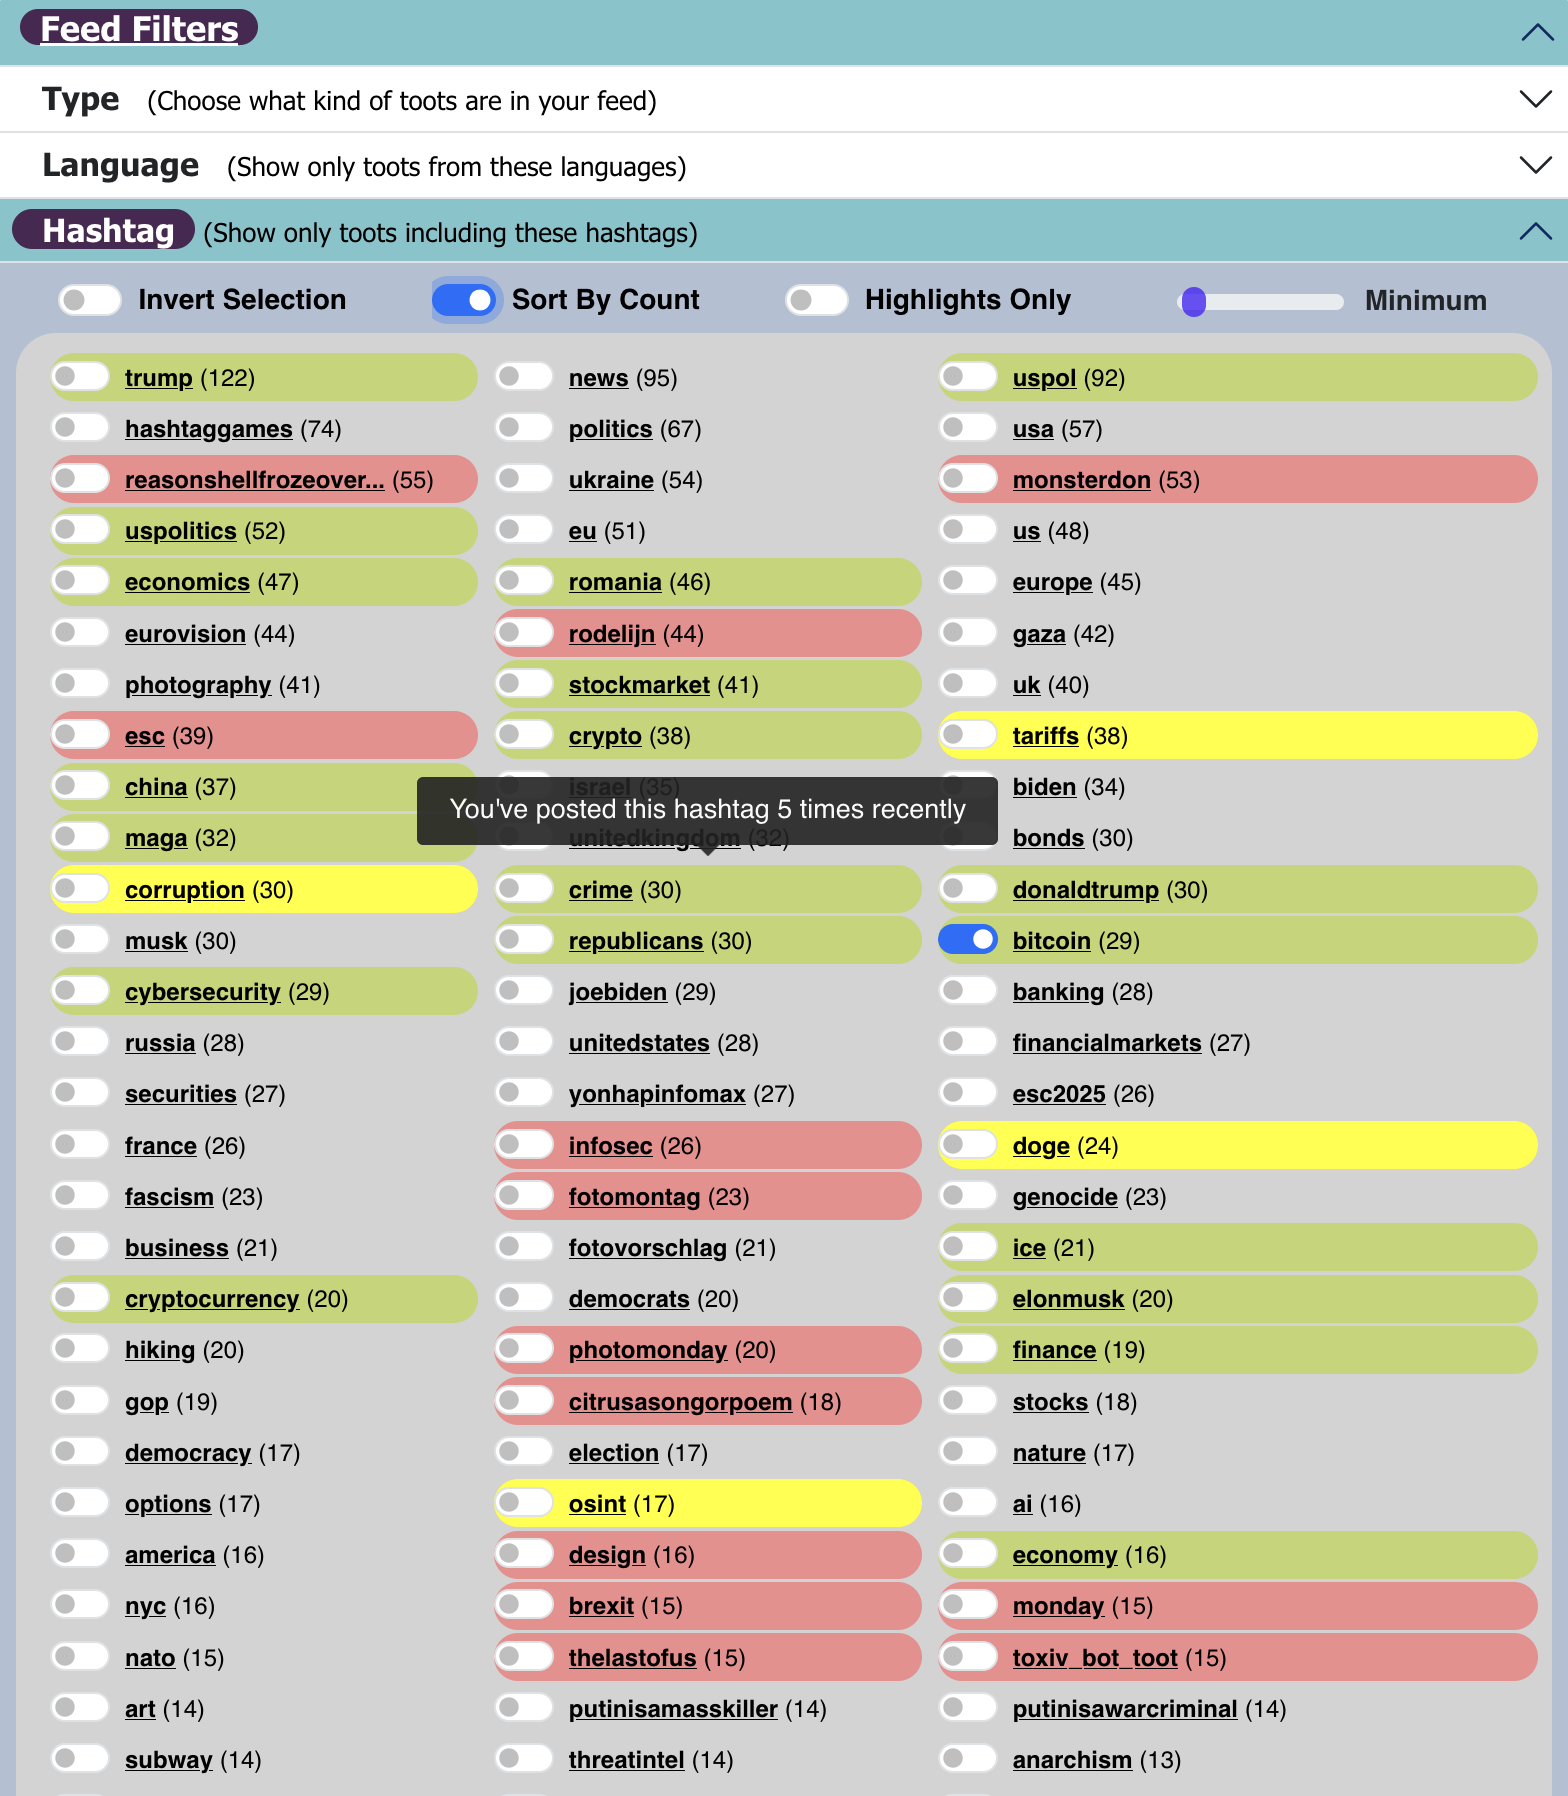 Feed Filters
Type (Choose what kind of toots are in your feed)
Language (Show only toots from these languages)
Hashtag (Show only toots including these hashtags)
Invert Selection Sort By Count Highlights Only Minimum
trump (122) news (95) uspol (92)
hashtaggames (74) politics (67) usa (57)
reasonshellfrozeover... (55) ukraine (54) monsterdon (53)
uspolitics (52) eu (51) us (48)
economics (47) romania (46) europe (45)
eurovision (44) rodelijn (44) gaza (42)
photography (41) stockmarket (41) uk (40)
esc (39) crypto (38) tariffs (38)
china (37) israel (35) biden (34)
You've posted this hashtag 5 times recently
maga (32) unitedkingdom (32) bonds (30)
corruption (30) crime (30) donaldtrump (30)
musk (30) republicans (30) bitcoin (29)
cybersecurity (29) joebiden (29) banking (28)
russia (28) unitedstates (28) financialmarkets (27)
securities (27) yonhapinfomax (27) esc2025 (26)
france (26) infosec (26) doge (24)
fascism (23) fotomontag (23) genocide (23)
business (21) fotovorschlag (21) ice (21)
cryptocurrency (20) democrats (20) elonmusk (20)
hiking (20) photomonday (20) finance (19)
gop (19) citrusasongorpoem (18) stocks (18)
democracy (17) election (17) nature (17)
options (17) osint (17) ai (16)
america (16) design (16) economy (16)
nyc (16) brexit (15) monday (15)
nato (15) thelastofus (15) toxiv_bot_toot (15)
art (14) putinisamasskiller (14) putinisawarcriminal (14)
subway (14) threatintel (14) anarchism (13)